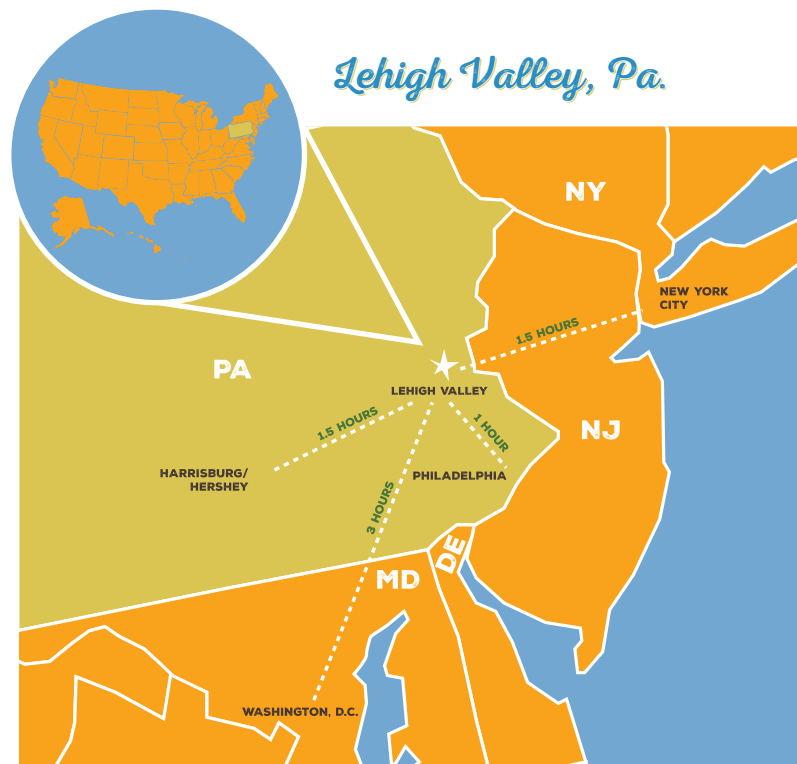 Lehigh Valley, Pa.
NY
NEW YORK
CITY
1.5 HOURS
PA
LEHIGH VALLEY
1.5 HOURS
1 HOUR
NJ
HARRISBURG/
HERSHEY
PHILADELPHIA
3 HOURS
DE
MD
WASHINGTON, D.C.